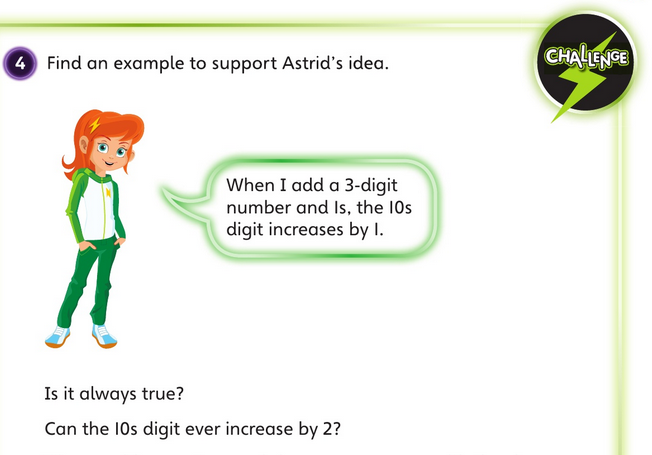 CHALLENGE
4 Find an example to support Astrid's idea.
When I add a 3-digit
number and 1s, the 10s
digit increases by 1.
Is it always true?
Can the 10s digit ever increase by 2?